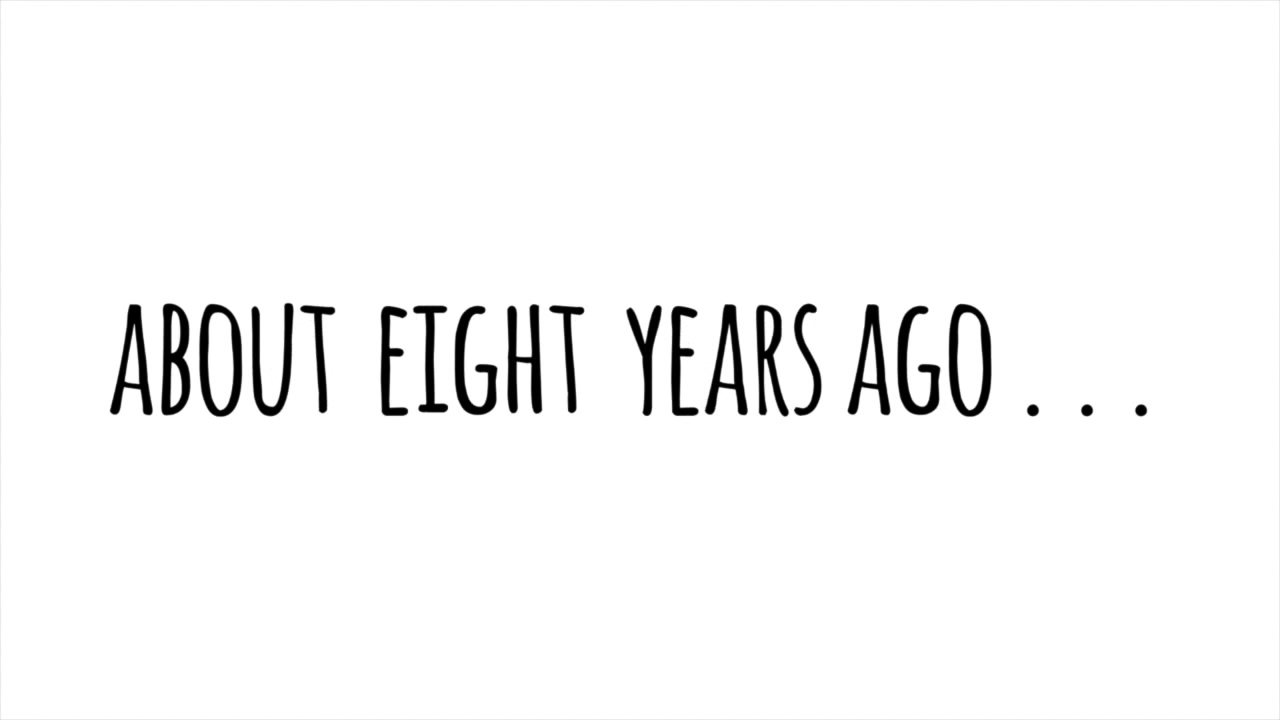 ABOUT EIGHT YEARS AGO . . .